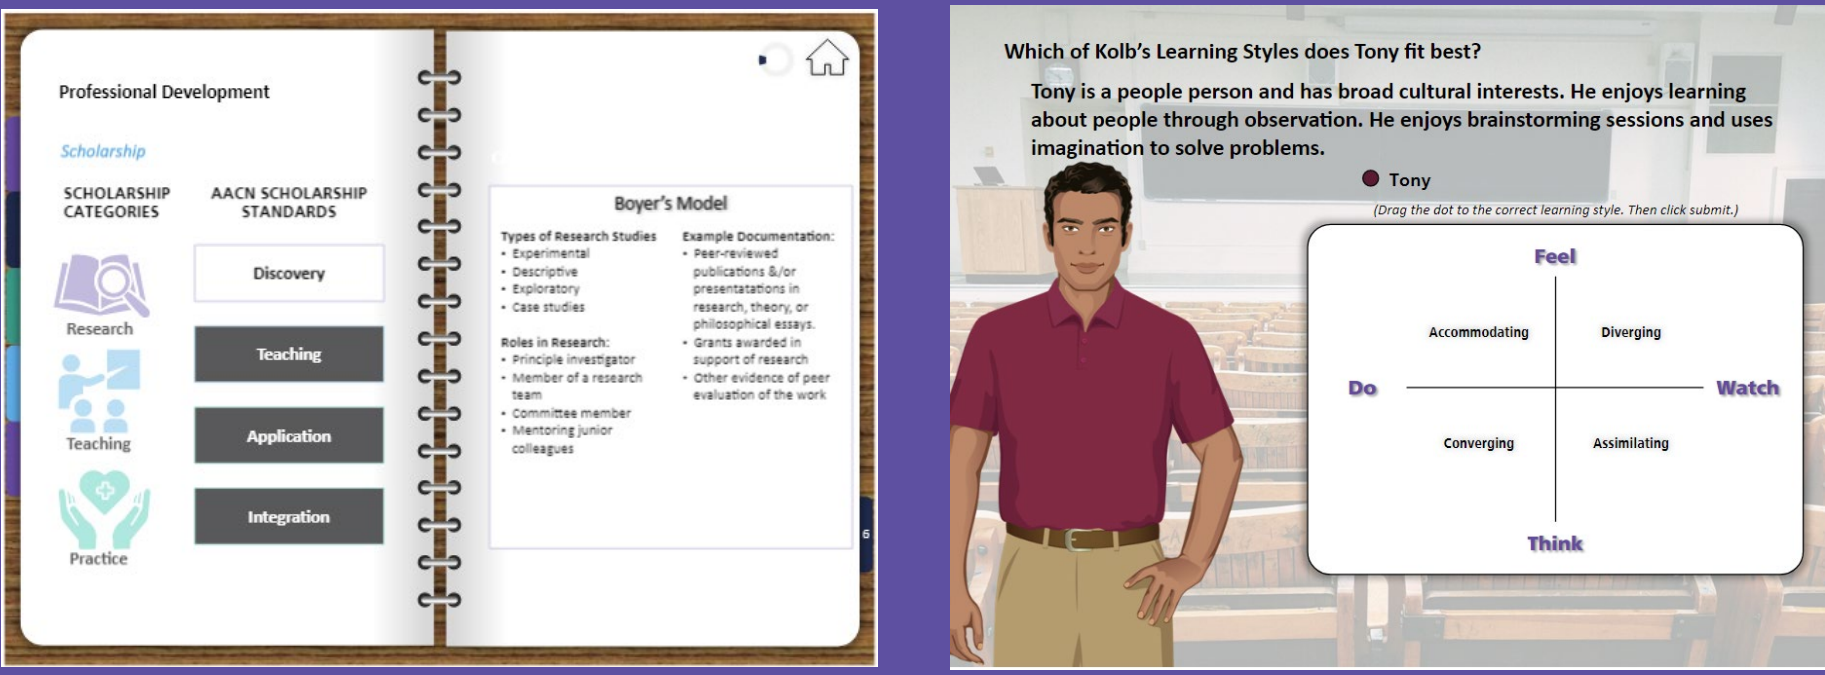 Professional Development
Scholarship
SCHOLARSHIP
CATEGORIES
Research
Teaching
Practice
AACN SCHOLARSHIP
STANDARDS
Discovery
Teaching
Application
Integration
Boyer's Model
Types of Research Studies
• Experimental
• Descriptive
• Exploratory
• Case studies
Roles in Research:
• Principle investigator
• Member of a research
team
• Committee member
• Mentoring junior
colleagues
Example Documentation:
• Peer-reviewed
publications &/or
presentatations in
research, theory, or
philosophical essays.
• Grants awarded in
support of research
• Other evidence of peer
evaluation of the work
6
Which of Kolb's Learning Styles does Tony fit best?
Tony is a people person and has broad cultural interests. He enjoys learning
about people through observation. He enjoys brainstorming sessions and uses
imagination to solve problems.
Tony
(Drag the dot to the correct learning style. Then click submit.)
Feel
Accommodating Diverging
Do Watch
Converging Assimilating
Think